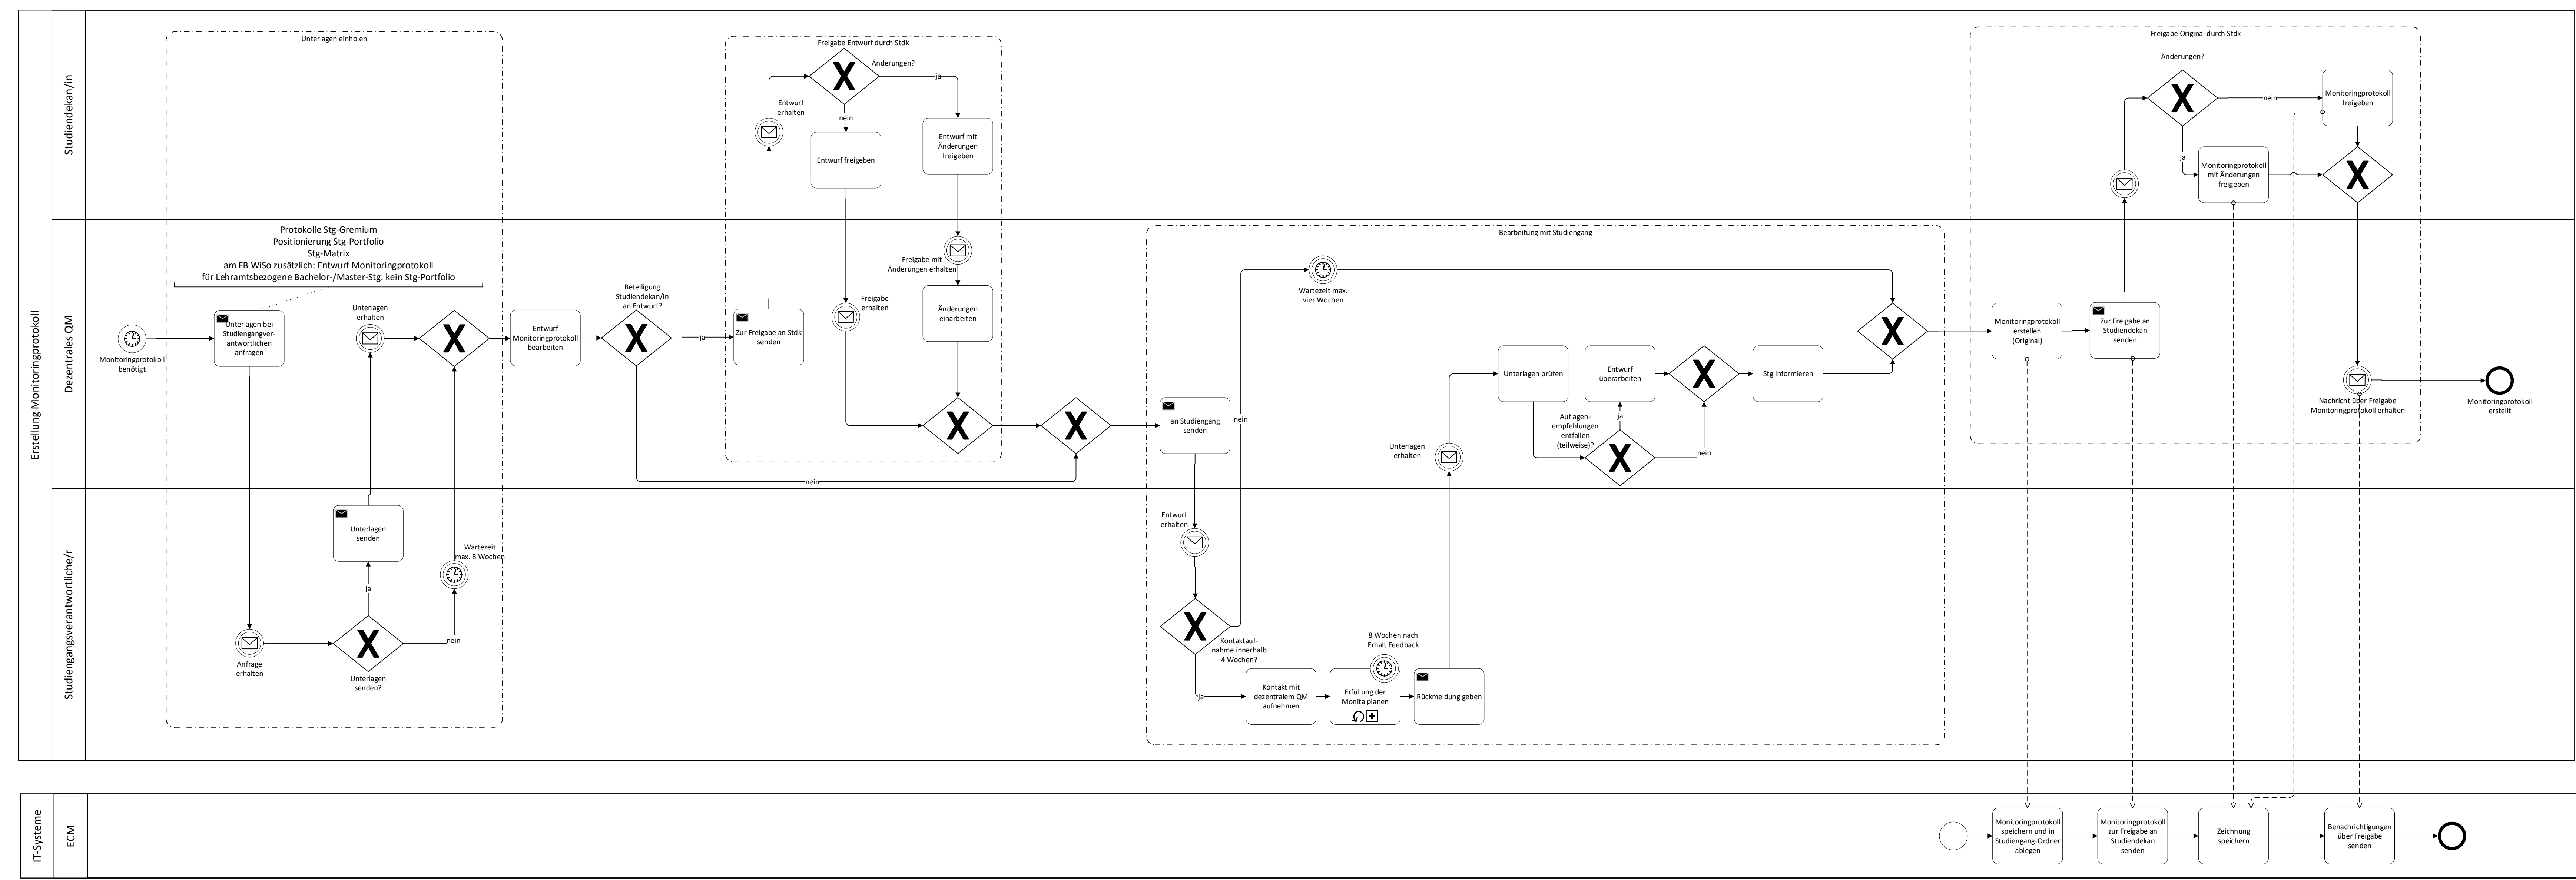 Erstellung Monitoringprotokoll
Studiendekan/in
Dezentrales QM
Studiengangsverantwortliche/r
Unterlagen einholen
Protokolle Stg-Gremium
Positionierung Stg-Portfolio
Stg-Matrix
am FB WiSo zusätzlich: Entwurf Monitoringprotokoll
für Lehramtsbezogene Bachelor-/Master-Stg: kein Stg-Portfolio
Monitoringprotokoll
benötigt
Unterlagen bei
Studiengangver-
antwortlichen
anfragen
Anfrage
erhalten
Unterlagen
senden?
ja
nein
Unterlagen
senden
Wartezeit
max. 8 Wochen
Unterlagen
erhalten
Entwurf
Monitoringprotokoll
bearbeiten
Beteiligung
Studiendekan/in
an Entwurf?
ja
nein
Freigabe Entwurf durch Stdk
Zur Freigabe an Stdk
senden
Entwurf
erhalten
Änderungen?
ja
nein
Entwurf freigeben
Entwurf mit
Änderungen
freigeben
Freigabe mit
Änderungen erhalten
Freigabe
erhalten
Änderungen
einarbeiten
Bearbeitung mit Studiengang
an Studiengang
senden
Entwurf
erhalten
Kontaktauf-
nahme innerhalb
4 Wochen?
nein
ja
Wartezeit max.
vier Wochen
Kontakt mit
dezentralem QM
aufnehmen
8 Wochen nach
Erhalt Feedback
Erfüllung der
Monita planen
Rückmeldung geben
Unterlagen
erhalten
Unterlagen prüfen
Auflagen-
empfehlungen
entfallen
(teilweise)?
ja
nein
Entwurf
überarbeiten
Stg informieren
Monitoringprotokoll
erstellen
(Original)
Freigabe Original durch Stdk
Zur Freigabe an
Studiendekan
senden
Änderungen?
nein
ja
Monitoringprotokoll
freigeben
Monitoringprotokoll
mit Änderungen
freigeben
Nachricht über Freigabe
Monitoringprotokoll erhalten
Monitoringprotokoll
erstellt
IT-Systeme
ECM
Monitoringprotokoll
speichern und in
Studiengang-Ordner
ablegen
Monitoringprotokoll
zur Freigabe an
Studiendekan
senden
Zeichnung
speichern
Benachrichtigungen
über Freigabe
senden